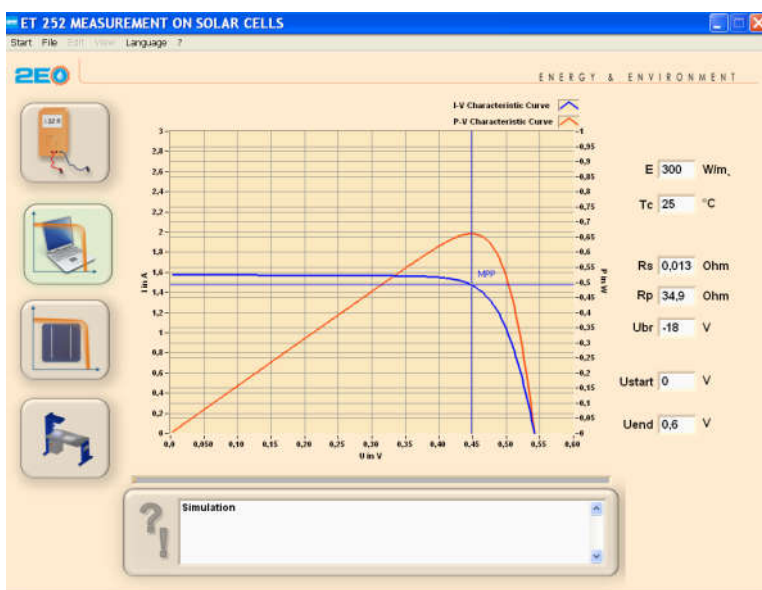 ET 252 MEASUREMENT ON SOLAR CELLS
Start File Edit View Language ?
2EO
ENERGY & ENVIRONMENT
I-V Characteristic Curve
P-V Characteristic Curve
3
2,8
2,6
2,4
2,2
2
1,8
1,6
1,4
1,2
1
0,8
0,6
0,4
0,2
0
I in A
MPP
-1
-0,95
-0,9
-0,85
-0,8
-0,75
-0,7
-0,65
-0,6
-0,55
-0,5
-0,45
-0,4
-0,35
-0,3
-0,25
-0,2
-0,15
-0,1
-0,05
P in W
0,0 0,050 0,10 0,15 0,20 0,25 0,30 0,35 0,40 0,45 0,50 0,55 0,60
U in V
E 300 W/m
Tc 25 °C
Rs 0,013 Ohm
Rp 34,9 Ohm
Ubr -18 V
Ustart 0 V
Uend 0,6 V
Simulation
?!